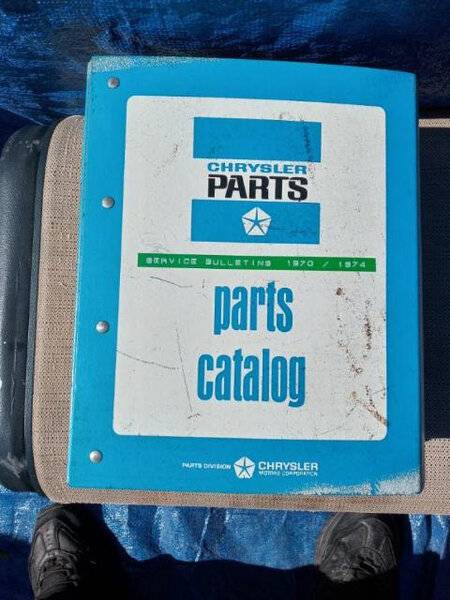 CHRYSLER
PARTS
SERVICE BULLETINS 1970 / 1974
parts
catalog
PARTS DIVISION CHRYSLER
MOTORS CORPORATION